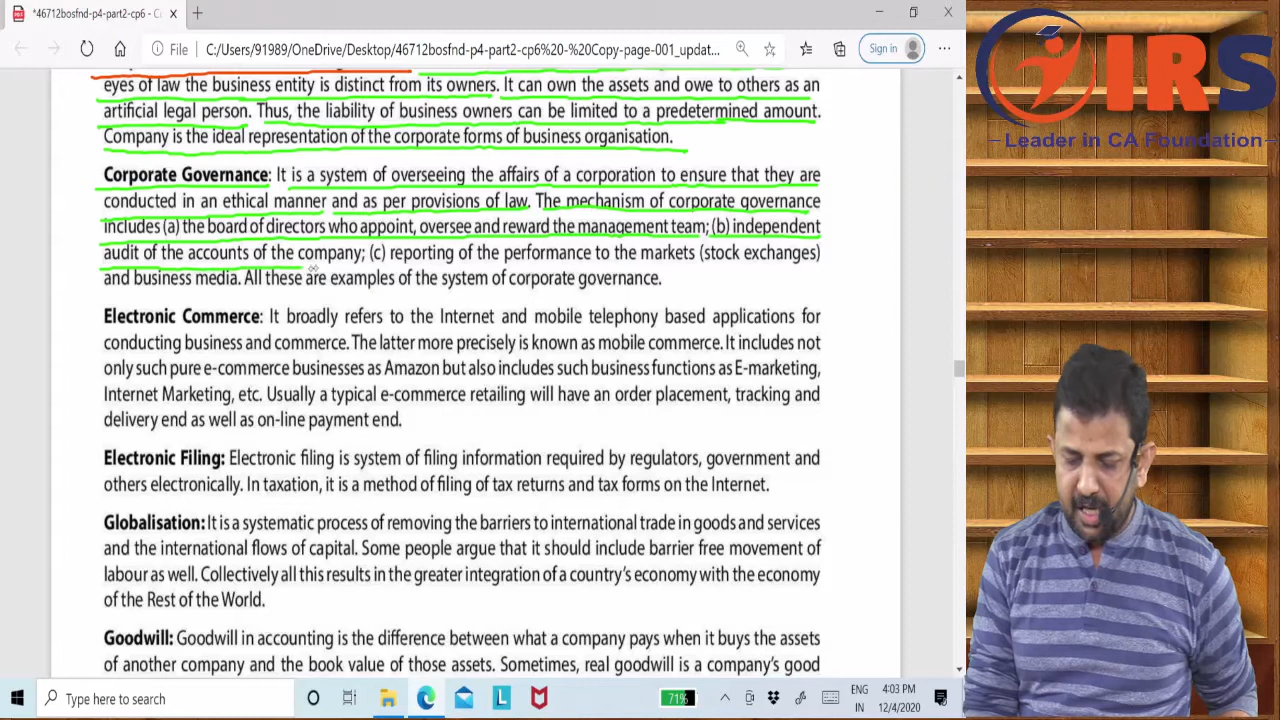 *46712bosfnd-p4-part2-cp6 - C
File
C:/Users/91989/OneDrive/Desktop/46712bosfnd-p4-part2-cp6%20-%20Copy-page-001_updat...
Sign in
IRS
Leader in CA Foundation
eyes of law the business entity is distinct from its owners. It can own the assets and owe to others as an
artificial legal person. Thus, the liability of business owners can be limited to a predetermined amount.
Company is the ideal representation of the corporate forms of business organisation.
Corporate Governance: It is a system of overseeing the affairs of a corporation to ensure that they are
conducted in an ethical manner and as per provisions of law. The mechanism of corporate governance
includes (a) the board of directors who appoint, oversee and reward the management team; (b) independent
audit of the accounts of the company; (c) reporting of the performance to the markets (stock exchanges)
and business media. All these are examples of the system of corporate governance.
Electronic Commerce: It broadly refers to the Internet and mobile telephony based applications for
conducting business and commerce. The latter more precisely is known as mobile commerce. It includes not
only such pure e-commerce businesses as Amazon but also includes such business functions as E-marketing,
Internet Marketing, etc. Usually a typical e-commerce retailing will have an order placement, tracking and
delivery end as well as on-line payment end.
Electronic Filing: Electronic filing is system of filing information required by regulators, government and
others electronically. In taxation, it is a method of filing of tax returns and tax forms on the Internet.
Globalisation: It is a systematic process of removing the barriers to international trade in goods and services
and the international flows of capital. Some people argue that it should include barrier free movement of
labour as well. Collectively all this results in the greater integration of a country's economy with the economy
of the Rest of the World.
Goodwill: Goodwill in accounting is the difference between what a company pays when it buys the assets
of another company and the book value of those assets. Sometimes, real goodwill is a company's good
Type here to search
71%
ENG
IN
4:03 PM
12/4/2020